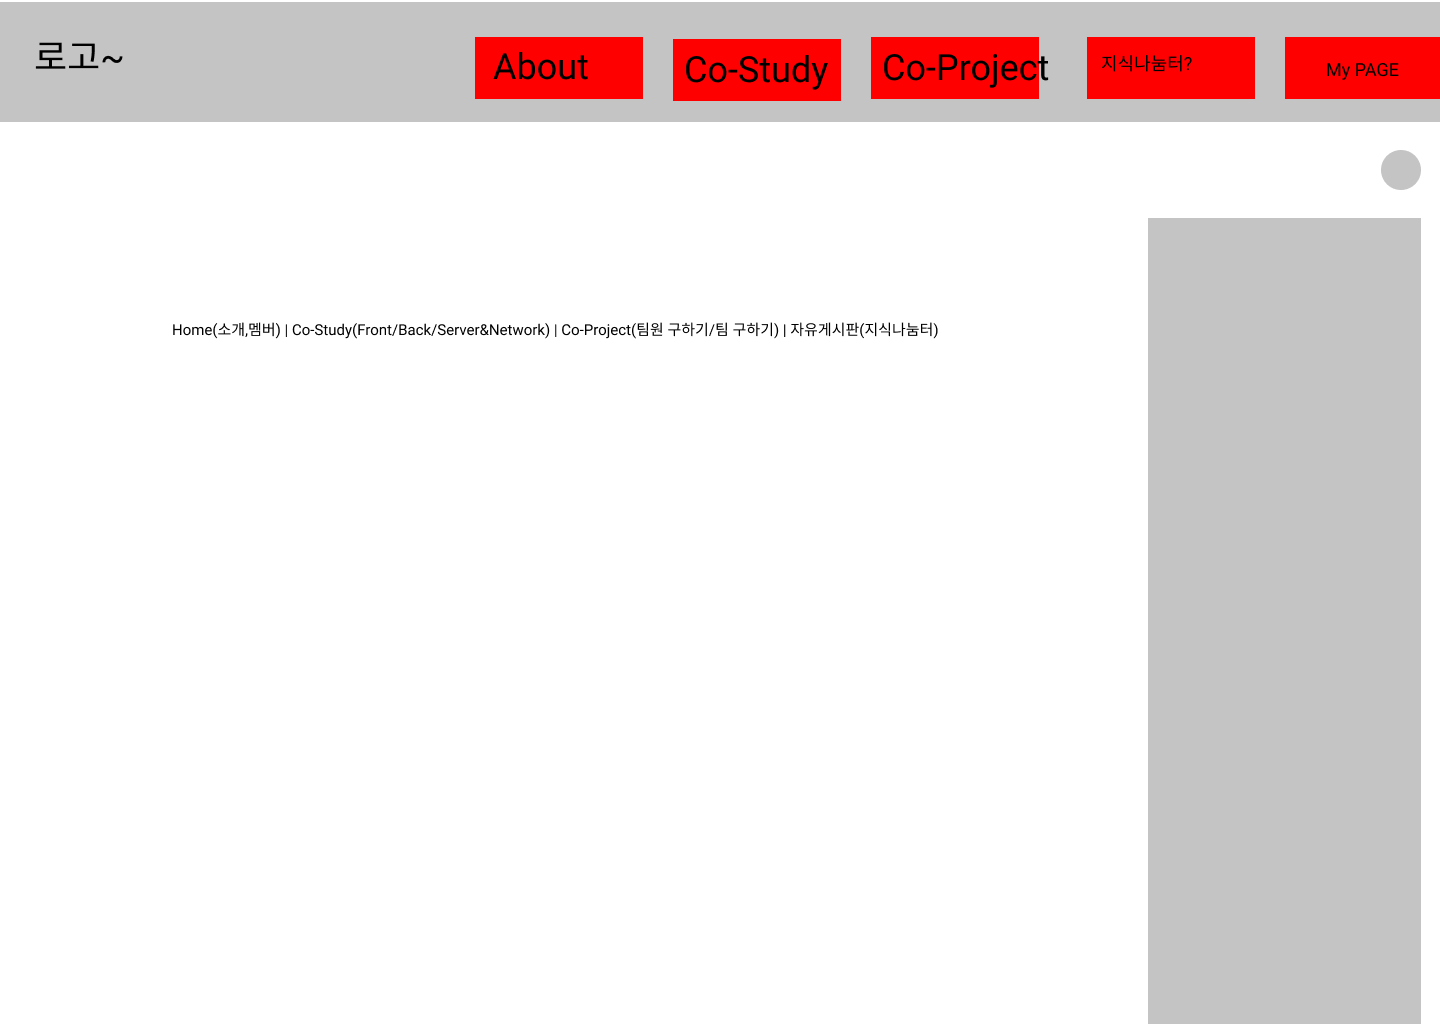 로고~
About
Co-Study
Co-Project
지식나눔터?
My PAGE
Home(소개,멤버) | Co-Study(Front/Back/Server&Network) | Co-Project(팀원 구하기/팀 구하기) | 자유게시판(지식나눔터)